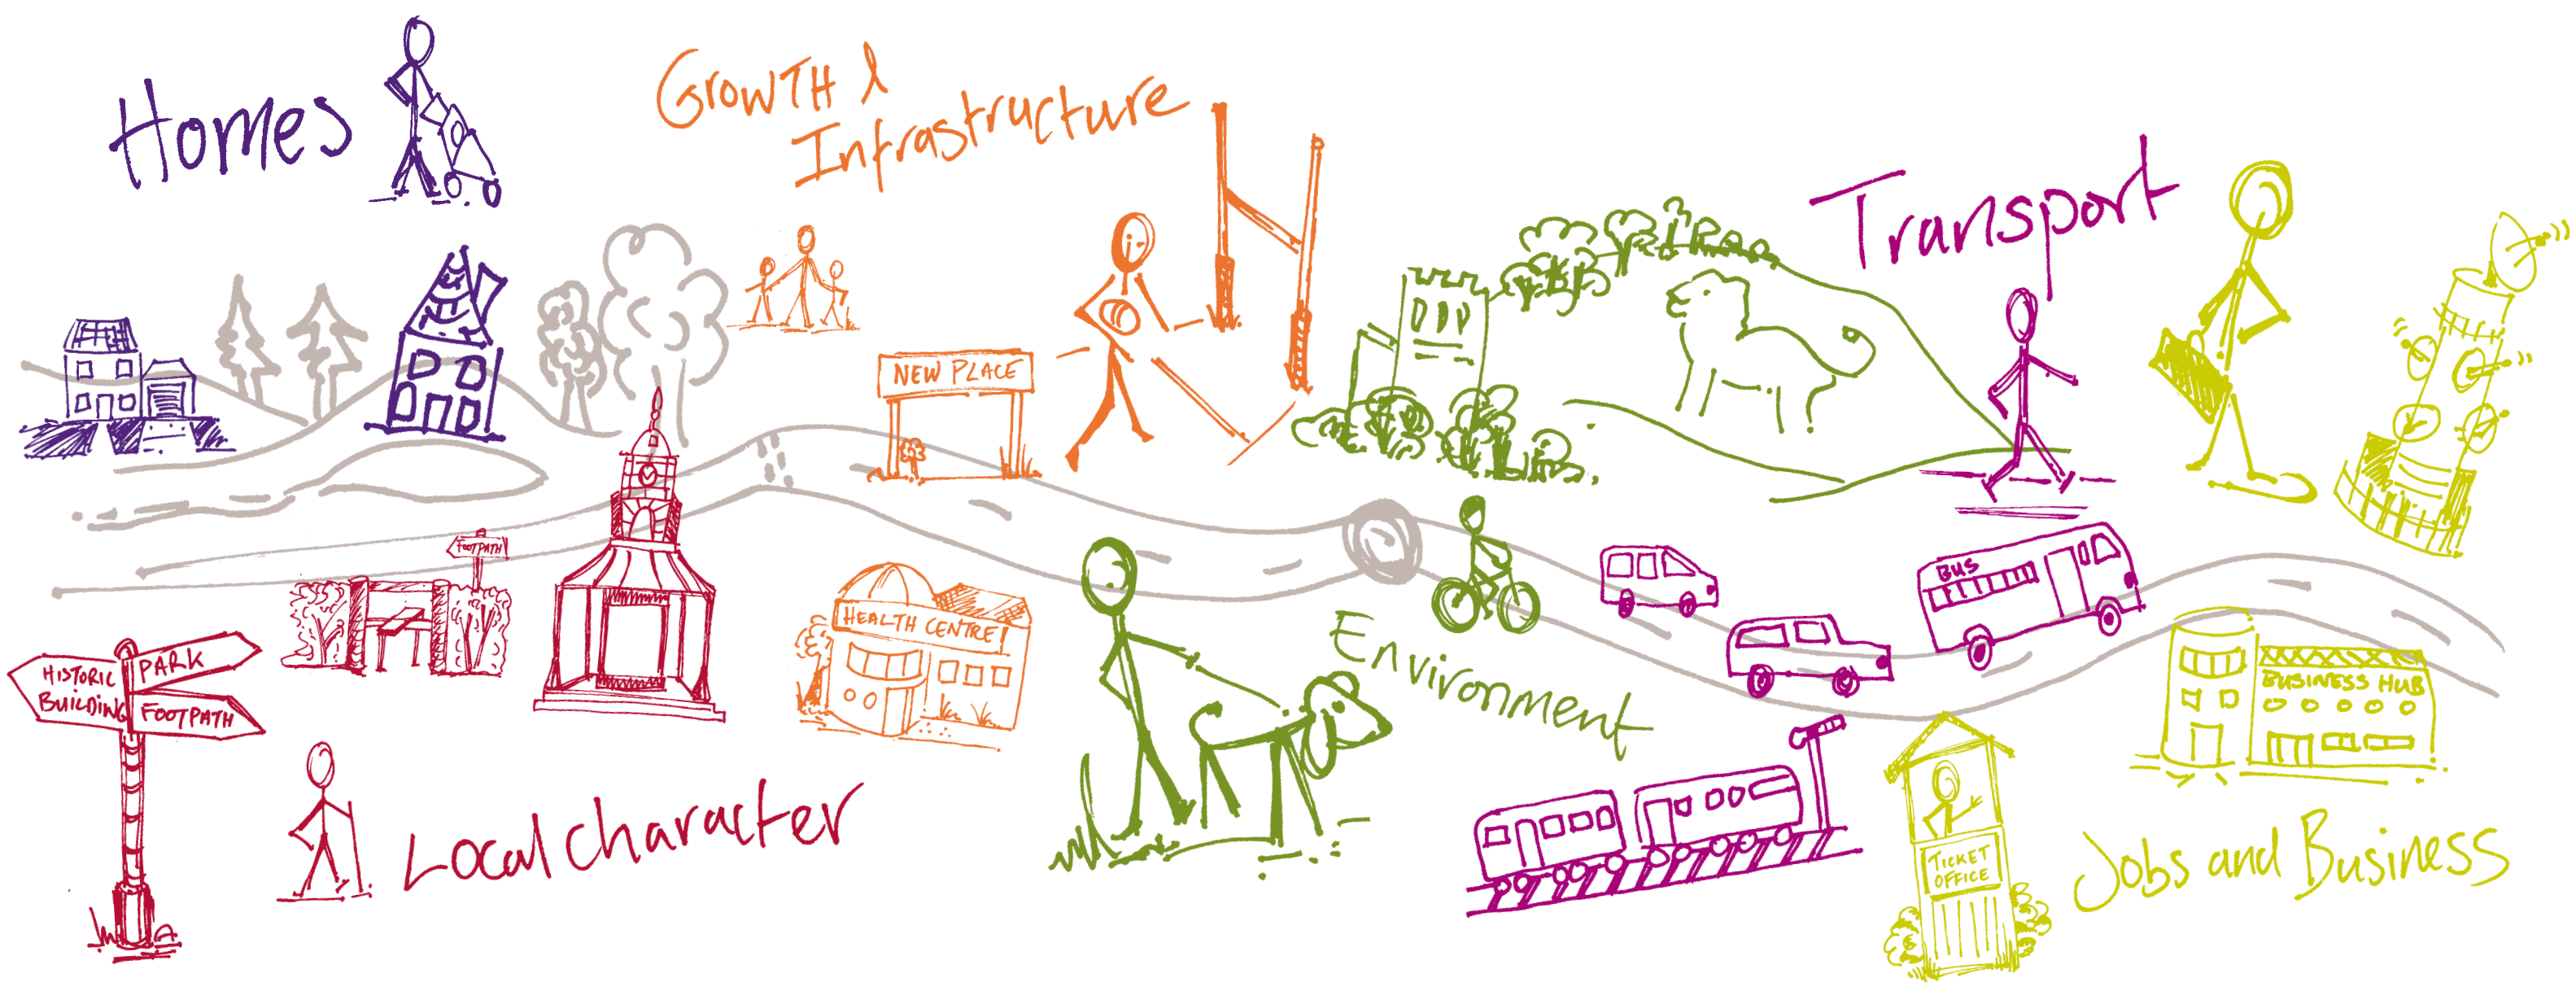 Homes
Growth &
Infrastructure
Transport
NEW PLACE
FOOTPATH
HEALTH CENTRE
Environment
BUS
HISTORIC
BUILDING
PARK
FOOTPATH
BUSINESS HUB
Local character
TICKET
OFFICE
Jobs and Business